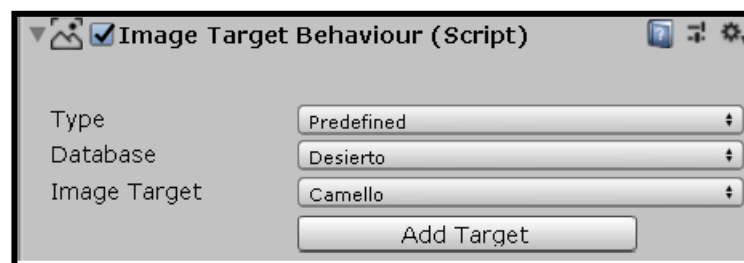 Image Target Behaviour (Script)
Type Predefined
Database Desierto
Image Target Camello
Add Target